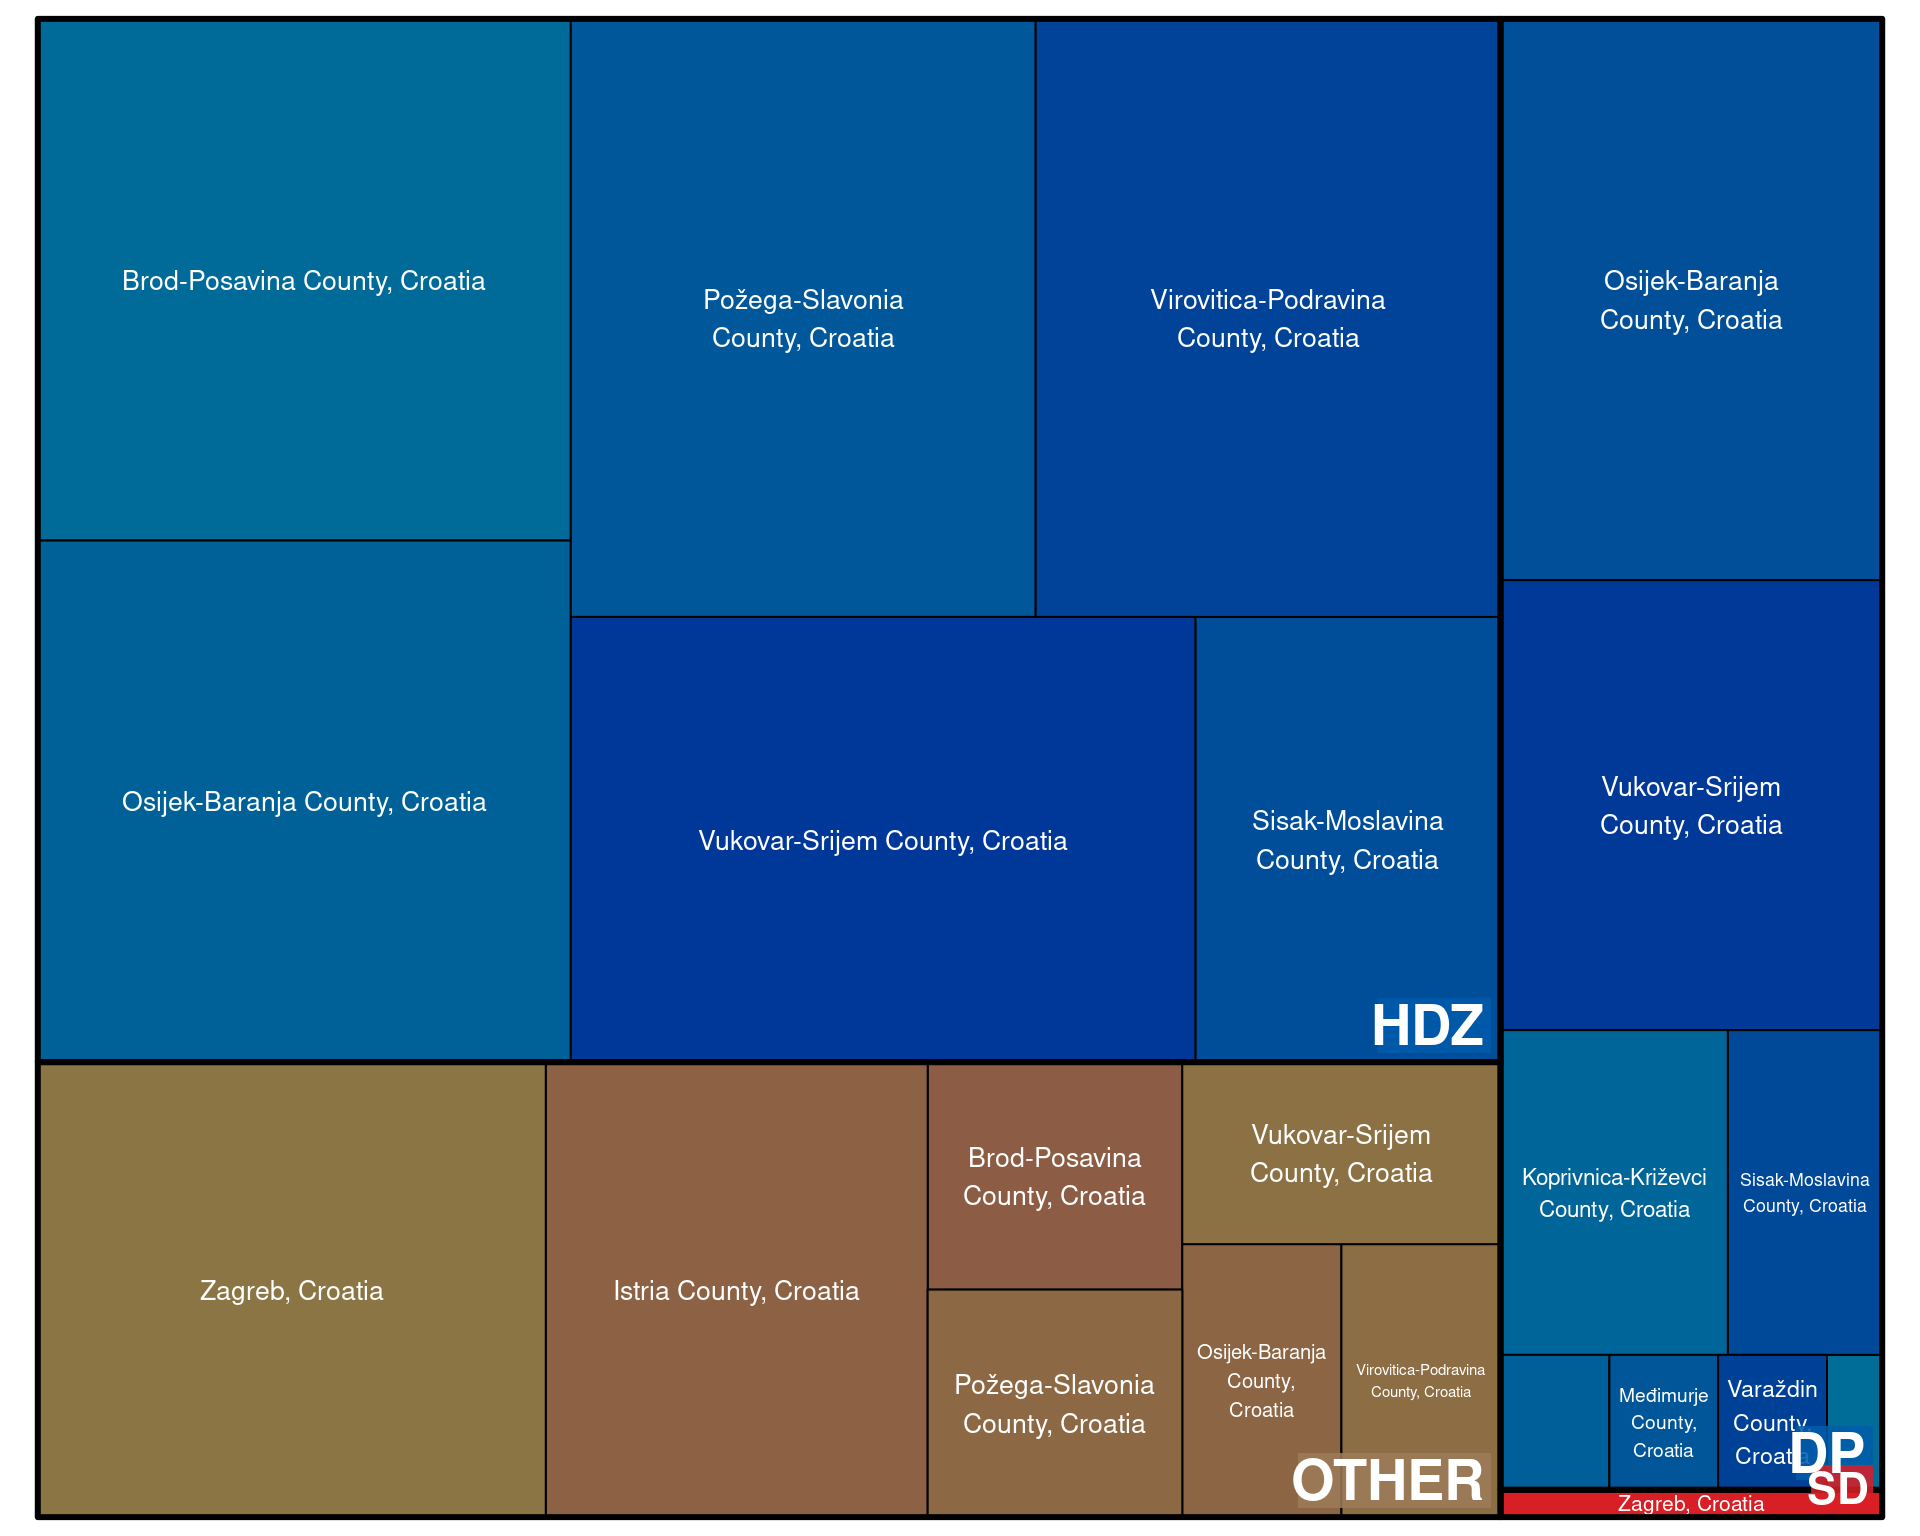 Brod-Posavina County, Croatia
Požega-Slavonia
County, Croatia
Virovitica-Podravina
County, Croatia
Osijek-Baranja County, Croatia
Vukovar-Srijem County, Croatia
Sisak-Moslavina
County, Croatia
HDZ
Osijek-Baranja
County, Croatia
Vukovar-Srijem
County, Croatia
Koprivnica-Križevci
County, Croatia
Sisak-Moslavina
County, Croatia
Međimurje
County,
Croatia
Varaždin
County,
Croatia
DP
Zagreb, Croatia
Istria County, Croatia
Brod-Posavina
County, Croatia
Požega-Slavonia
County, Croatia
Vukovar-Srijem
County, Croatia
Osijek-Baranja
County,
Croatia
Virovitica-Podravina
County, Croatia
OTHER
Zagreb, Croatia
SD